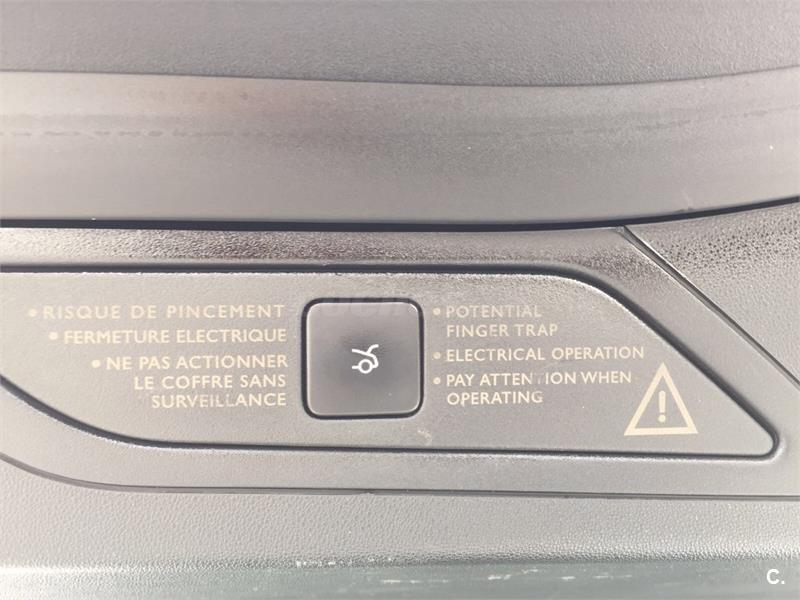 • RISQUE DE PINCEMENT
• FERMETURE ELECTRIQUE
• NE PAS ACTIONNER
LE COFFRE SANS
SURVEILLANCE
• POTENTIAL
FINGER TRAP
• ELECTRICAL OPERATION
• PAY ATTENTION WHEN
OPERATING
!
C.